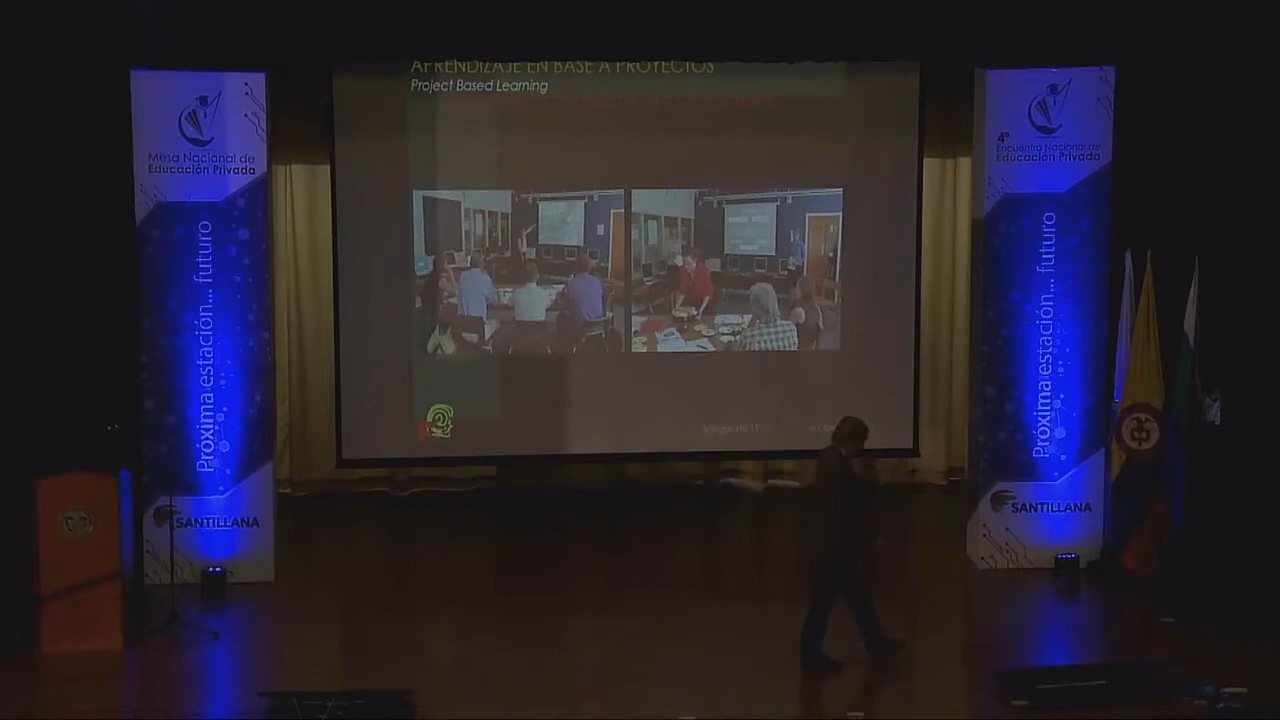 APRENDIZAJE EN BASE A PROYECTOS
Project Based Learning
Mesa Nacional de
Educación Privada
Próxima estación... futuro
SANTILLANA
4º
Encuentro Nacional de
Educación Privada
Próxima estación... futuro
SANTILLANA